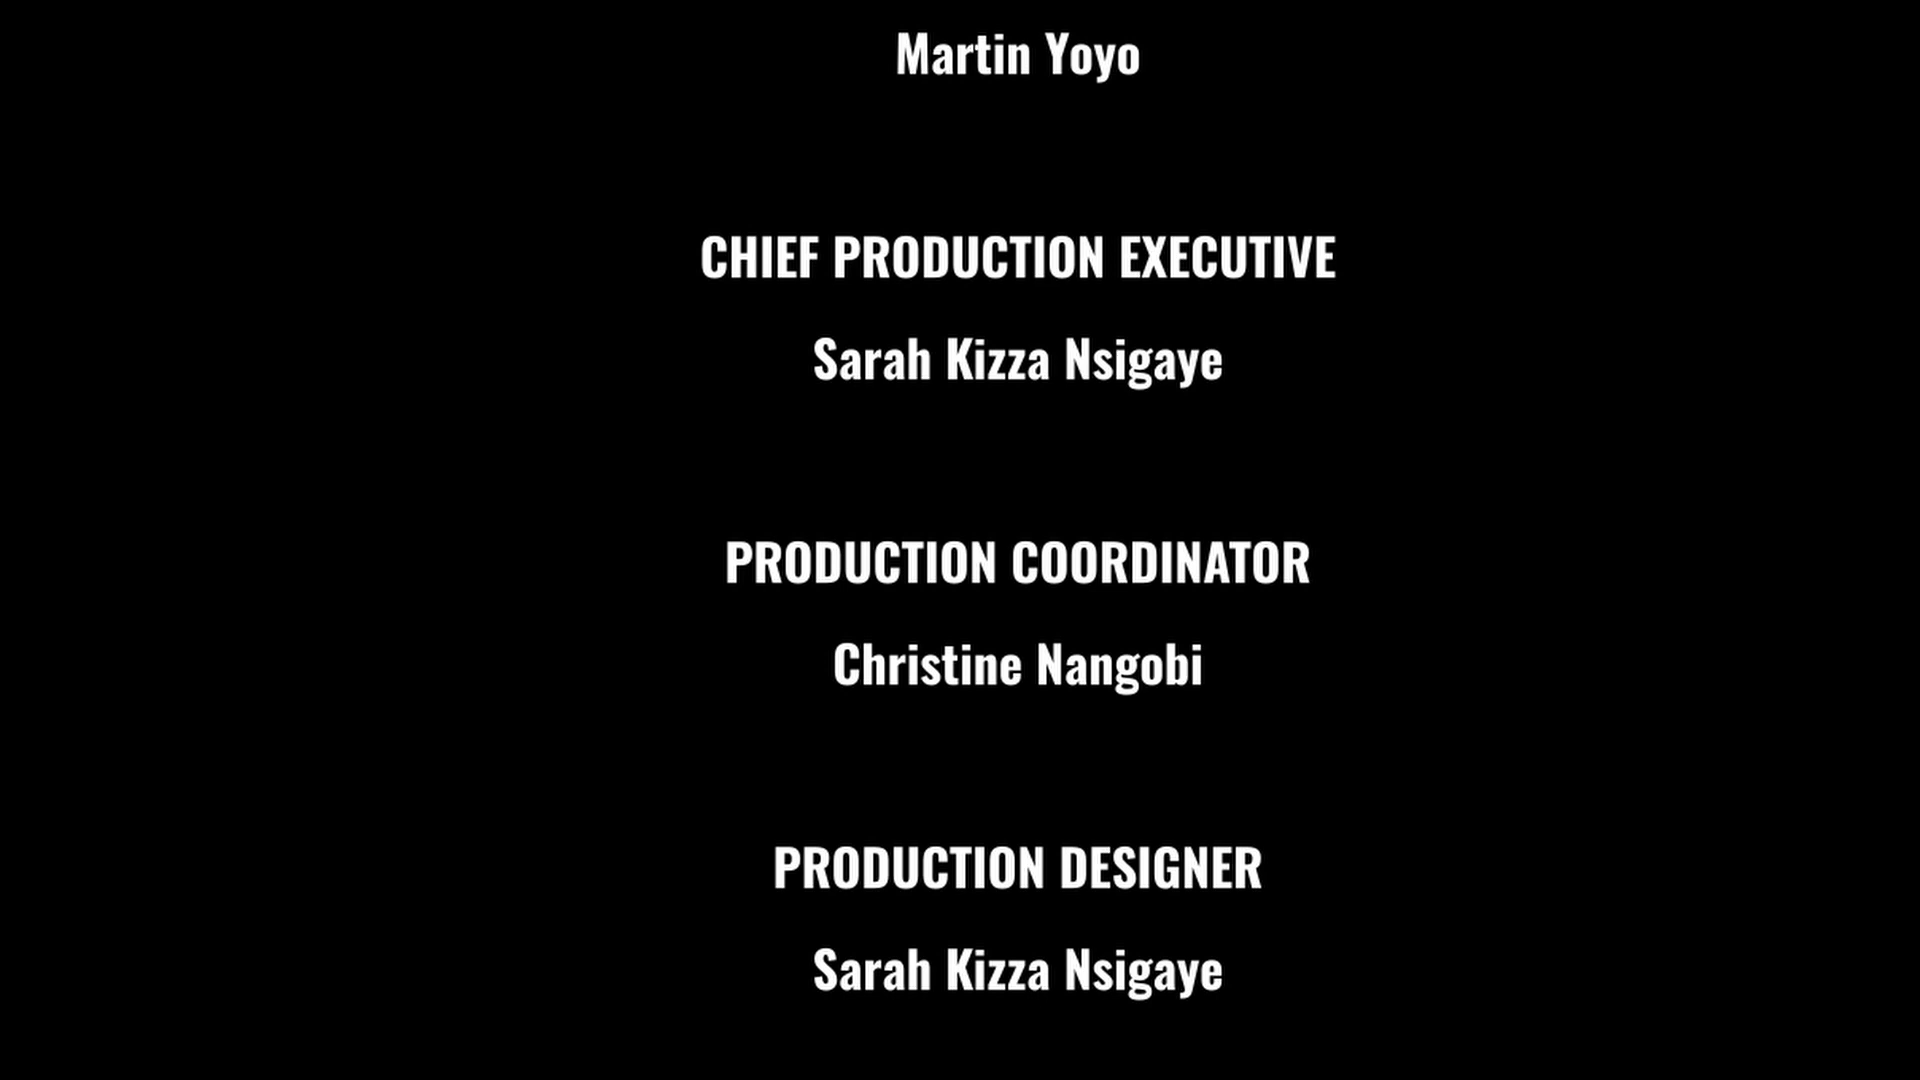 Martin Yoyo
CHIEF PRODUCTION EXECUTIVE
Sarah Kizza Nsigaye
PRODUCTION COORDINATOR
Christine Nangobi
PRODUCTION DESIGNER
Sarah Kizza Nsigaye